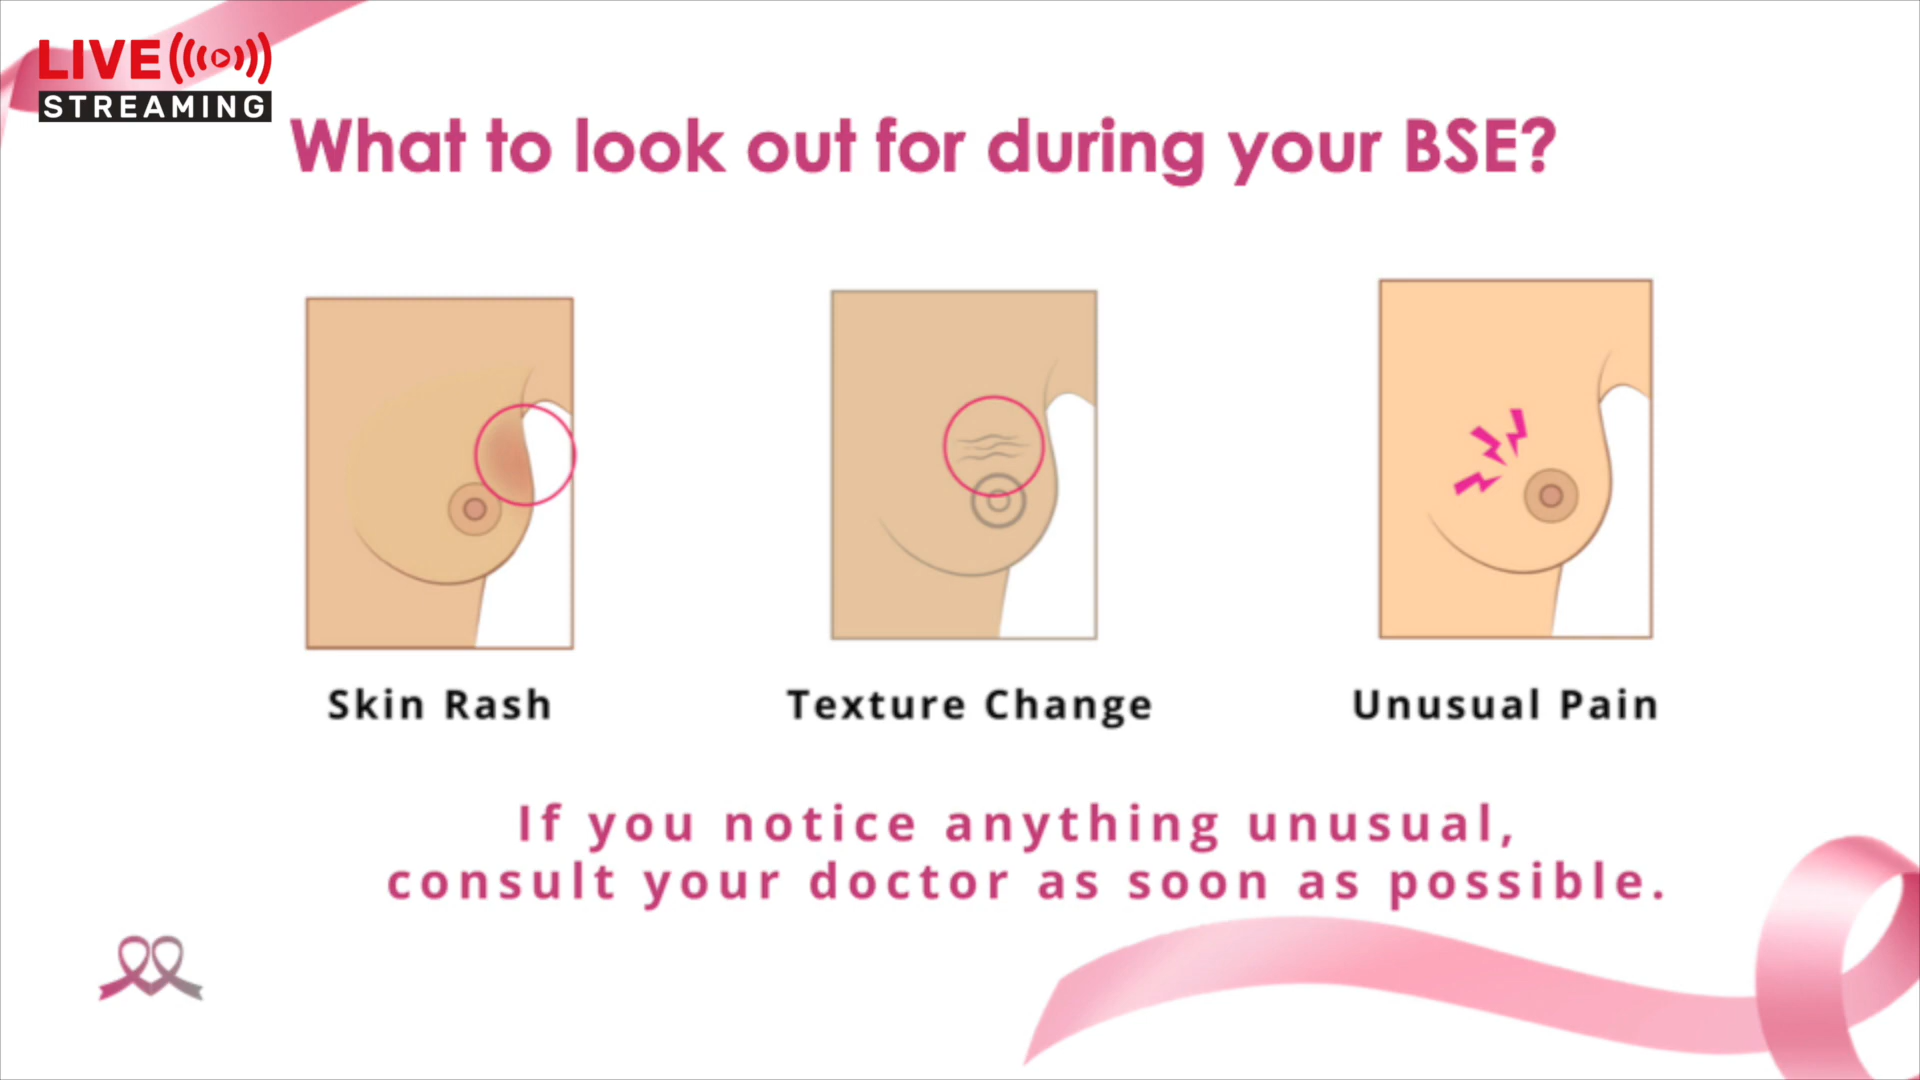 LIVE
STREAMING
What to look out for during your BSE?
Skin Rash
Texture Change
Unusual Pain
If you notice anything unusual,
consult your doctor as soon as possible.